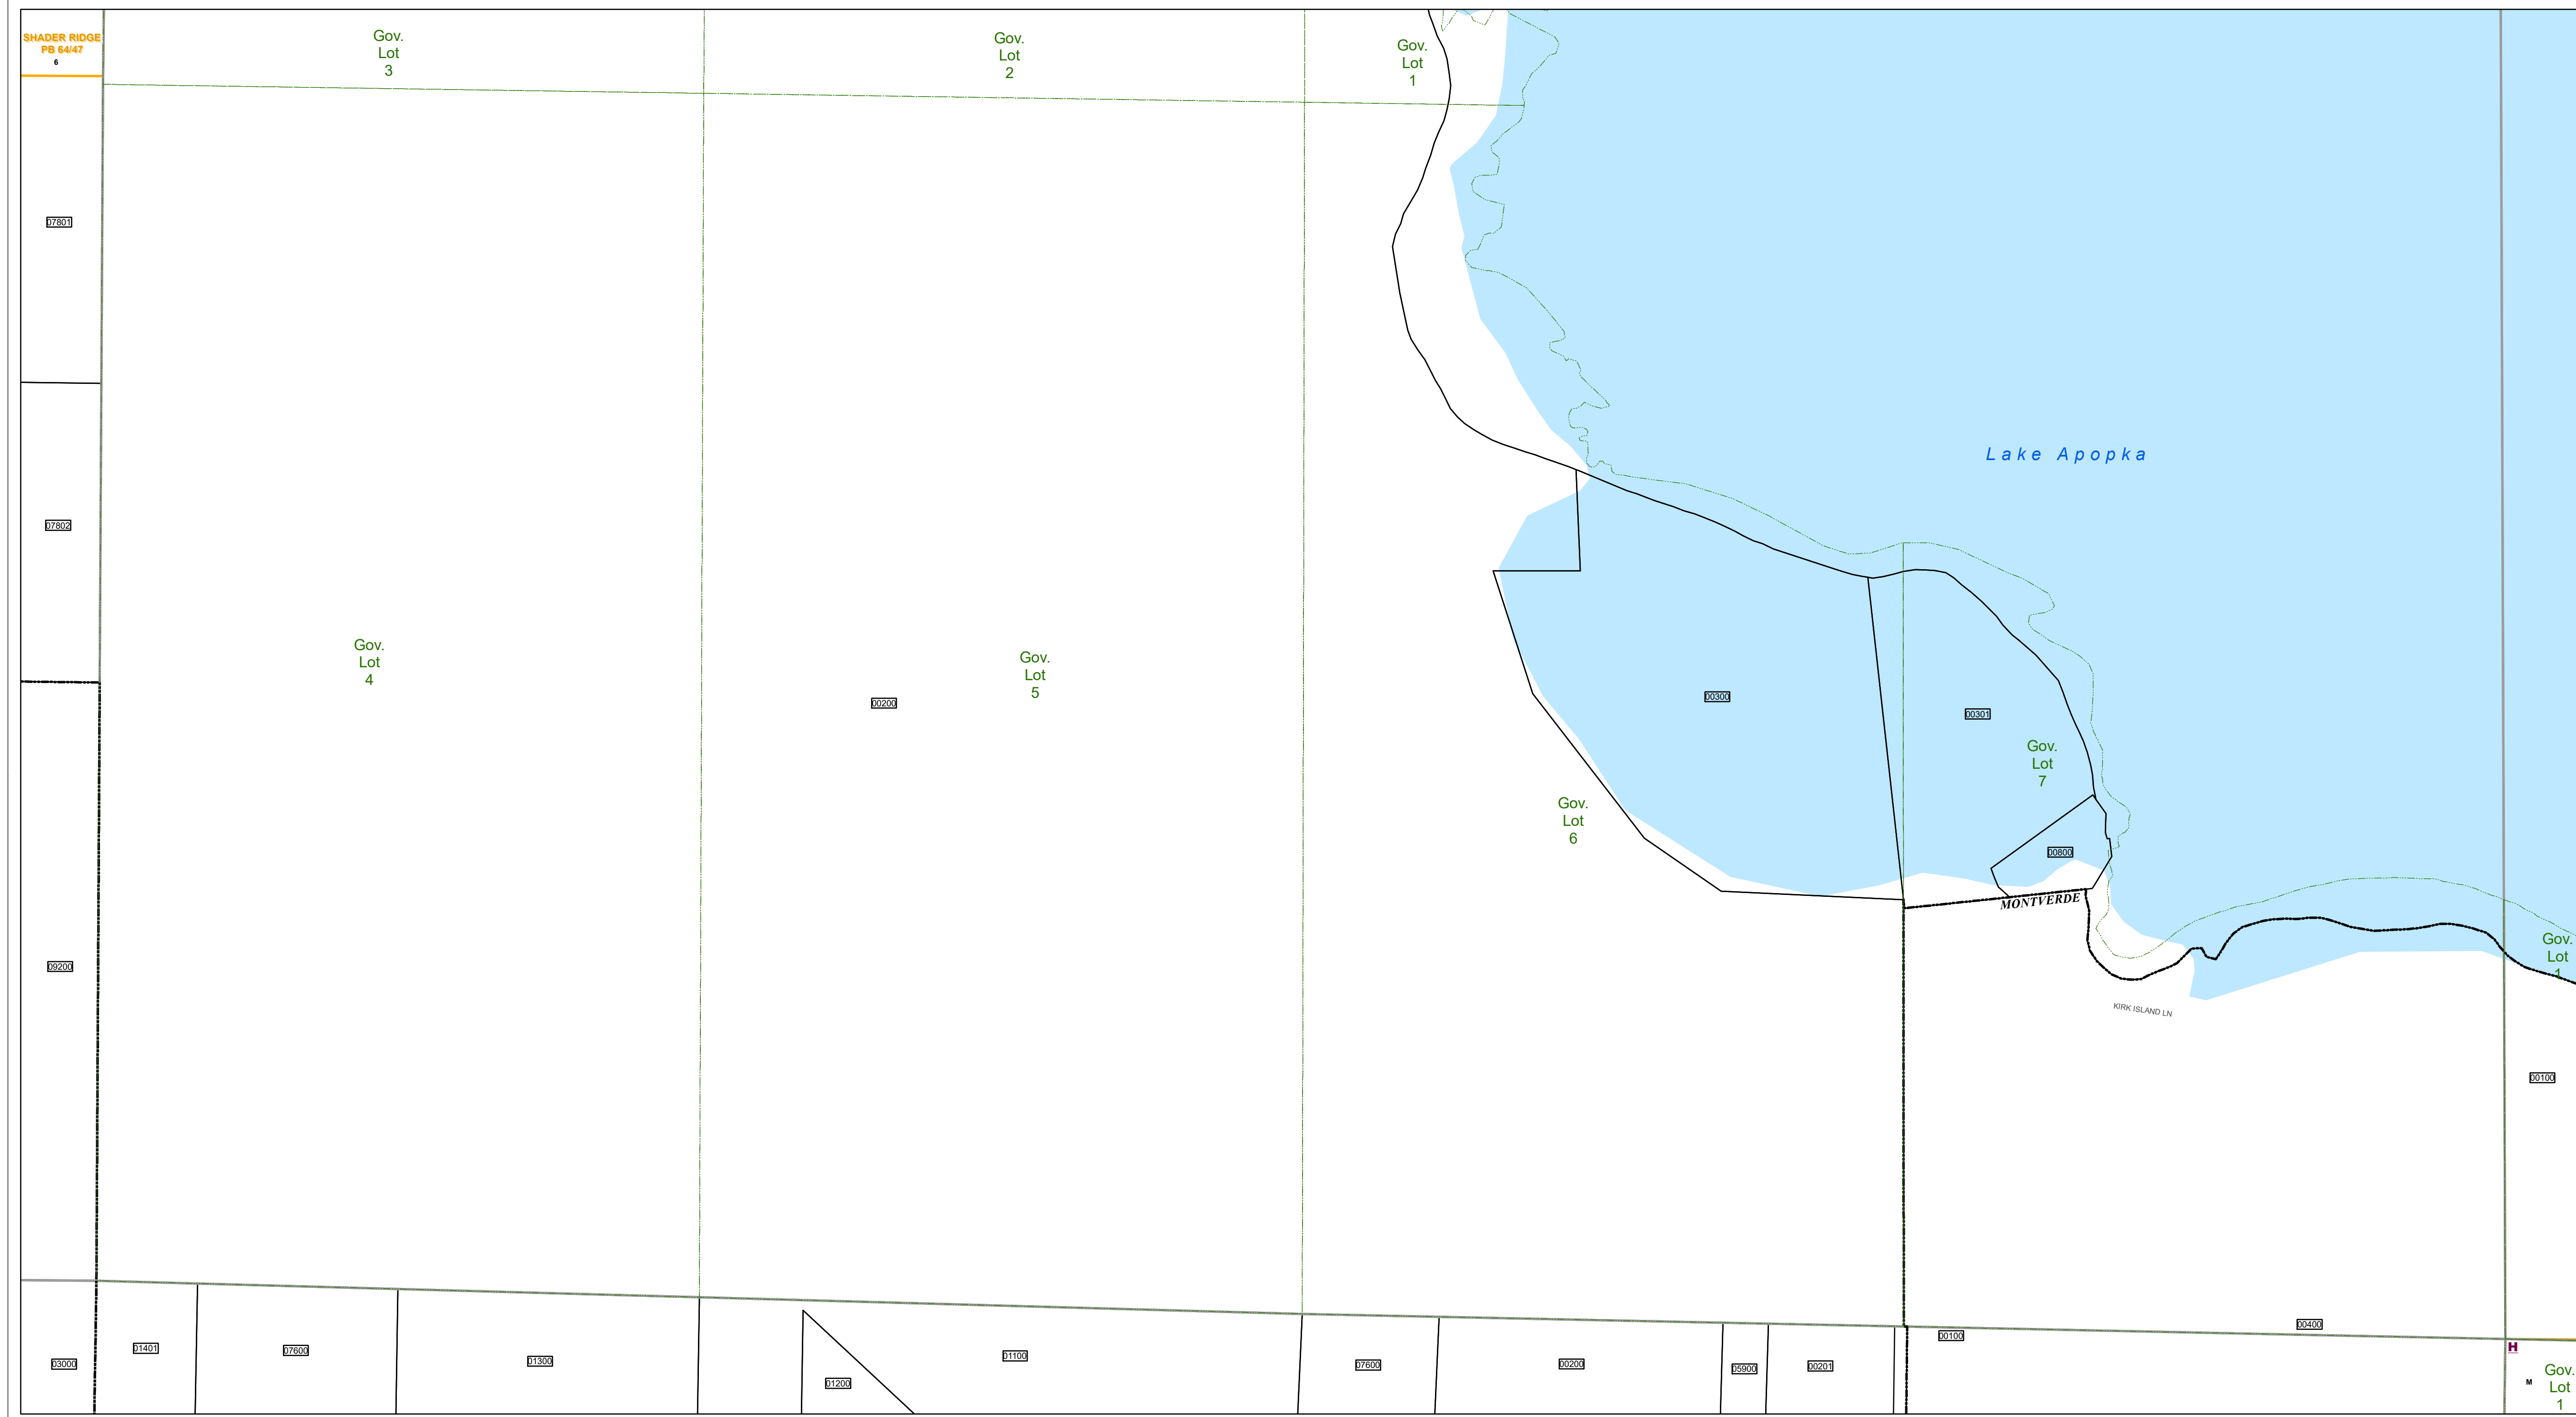 SHADER RIDGE
PB 64/47
6
Gov.
Lot
3
Gov.
Lot
2
Gov.
Lot
1
07801
Lake Apopka
07802
Gov.
Lot
4
Gov.
Lot
5
00200
00300
00301
Gov.
Lot
7
Gov.
Lot
6
00800
MONTVERDE
09200
Gov.
Lot
1
KIRK ISLAND LN
00100
00400
00100
01401
07600
01300
01100
03000
01200
07600
00200
05900
00201
H
M
Gov.
Lot
1